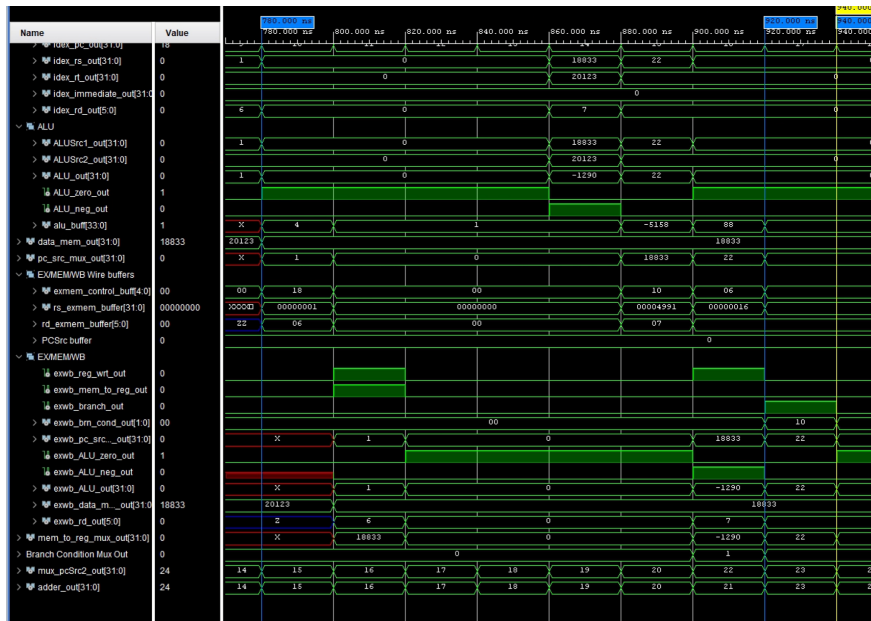 940.000
780.000 ns 920.000 ns 940.000
Name Value 780.000 ns 800.000 ns 820.000 ns 840.000 ns 860.000 ns 880.000 ns 900.000 ns 920.000 ns 940.000
idex_pc_out[31:0] 18
idex_rs_out[31:0] 0 1 0 18833 22
idex_rt_out[31:0] 0 0 20123 0
idex_immediate_out[31:0 0 0
idex_rd_out[5:0] 0 6 0 7 0
ALU
ALUSrc1_out[31:0] 0 1 0 18833 22
ALUSrc2_out[31:0] 0 0 20123 0
ALU_out[31:0] 0 1 0 -1290 22
ALU_zero_out 1
ALU_neg_out 0
alu_buff[33:0] 1 X 4 1 -5158 88
data_mem_out[31:0] 18833 20123 18833
pc_src_mux_out[31:0] 0 X 1 0 18833 22
EX/MEM/WB Wire buffers
exmem_control_buff[4:0] 00 00 18 00 10 06
rs_exmem_buffer[31:0] 00000000 00000001 00000000 00004991 00000016
rd_exmem_buffer[5:0] 00 ZZ 06 00 07
PCSrc buffer 0 0
EX/MEM/WB
exwb_reg_wrt_out 0
exwb_mem_to_reg_out 0
exwb_branch_out 0
exwb_brn_cond_out[1:0] 00 00 10
exwb_pc_src..._out[31:0] 0 X 1 0 18833 22
exwb_ALU_zero_out 1
exwb_ALU_neg_out 0
exwb_ALU_out[31:0] 0 X 1 0 -1290 22
exwb_data_m..._out[31:0 18833 20123 18833
exwb_rd_out[5:0] 0 Z 6 0 7
mem_to_reg_mux_out[31:0] 0 X 18833 0 -1290 22
Branch Condition Mux Out 0 0 1
mux_pcSrc2_out[31:0] 24 14 15 16 17 18 19 20 22 23 2
adder_out[31:0] 24 14 15 16 17 18 19 20 21 23 2